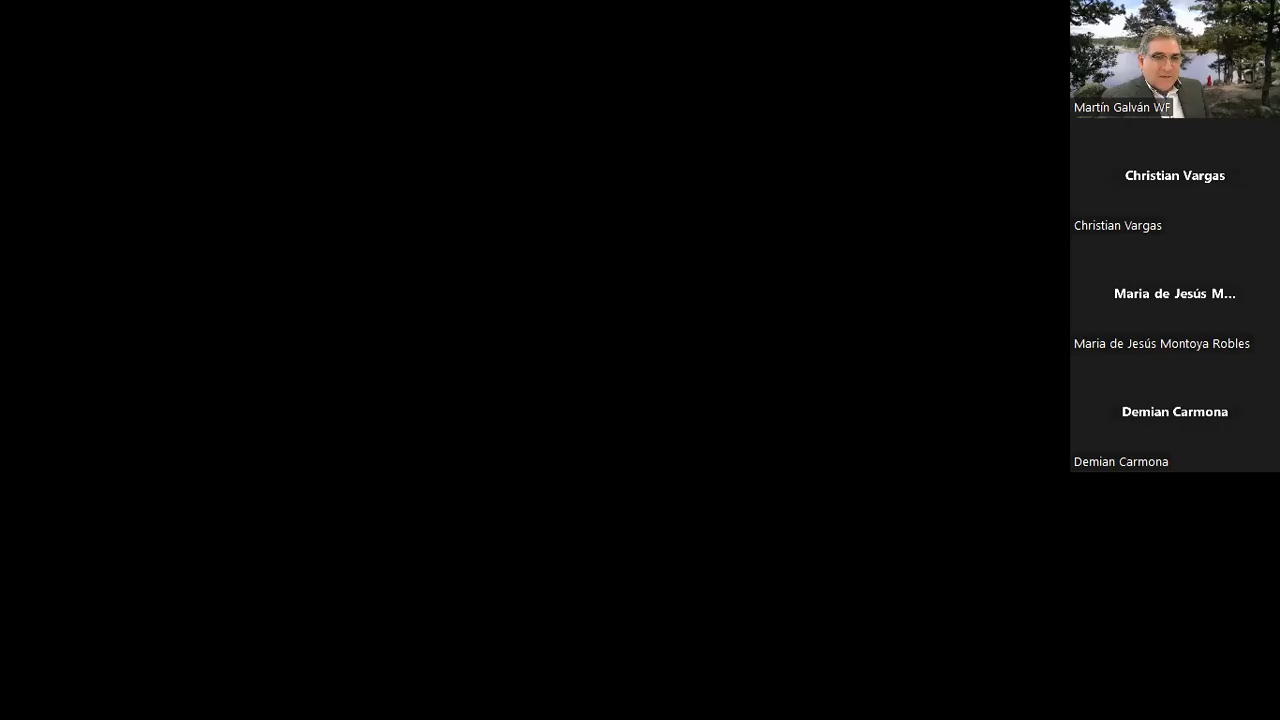 Martín Galván WF
Christian Vargas
Christian Vargas
Maria de Jesús M...
Maria de Jesús Montoya Robles
Demian Carmona
Demian Carmona